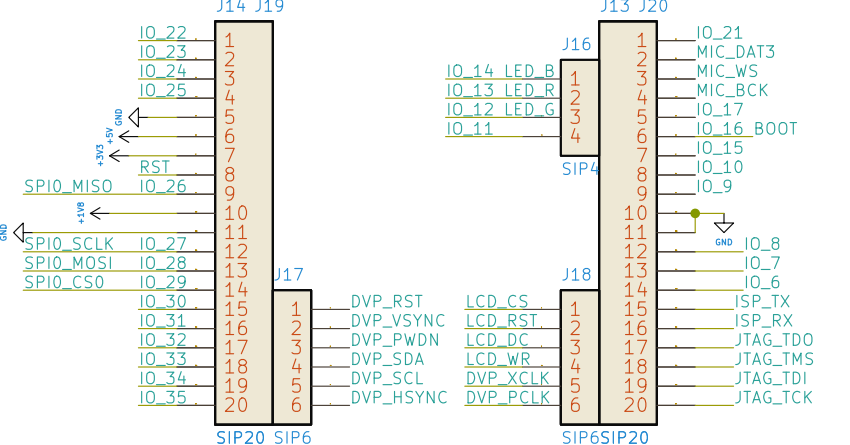 J14 J19
IO_22 1
IO_23 2
IO_24 3
IO_25 4
GND 5
+5V 6
+3V3 7
RST 8
SPI0_MISO IO_26 9
+1V8 10
GND 11
SPI0_SCLK IO_27 12
SPI0_MOSI IO_28 13
SPI0_CS0 IO_29 14
IO_30 15
IO_31 16
IO_32 17
IO_33 18
IO_34 19
IO_35 20
SIP20
J17
1 DVP_RST
2 DVP_VSYNC
3 DVP_PWDN
4 DVP_SDA
5 DVP_SCL
6 DVP_HSYNC
SIP6
J16
IO_14 LED_B 1
IO_13 LED_R 2
IO_12 LED_G 3
IO_11 4
SIP4
J18
LCD_CS 1
LCD_RST 2
LCD_DC 3
LCD_WR 4
DVP_XCLK 5
DVP_PCLK 6
SIP6
J13 J20
1 IO_21
2 MIC_DAT3
3 MIC_WS
4 MIC_BCK
5 IO_17
6 IO_16 BOOT
7 IO_15
8 IO_10
9 IO_9
10
11 GND
12 IO_8
13 IO_7
14 IO_6
15 ISP_TX
16 ISP_RX
17 JTAG_TDO
18 JTAG_TMS
19 JTAG_TDI
20 JTAG_TCK
SIP20